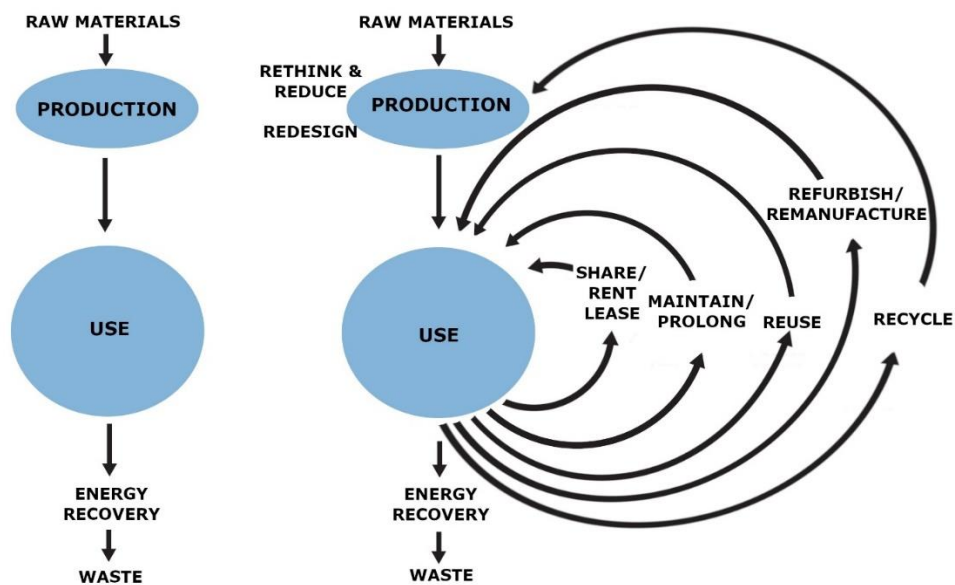 RAW MATERIALS
PRODUCTION
USE
ENERGY
RECOVERY
WASTE
RAW MATERIALS
RETHINK &
REDUCE
PRODUCTION
REDESIGN
USE
SHARE/
RENT
LEASE
MAINTAIN/
PROLONG
REUSE
REFURBISH/
REMANUFACTURE
RECYCLE
ENERGY
RECOVERY
WASTE